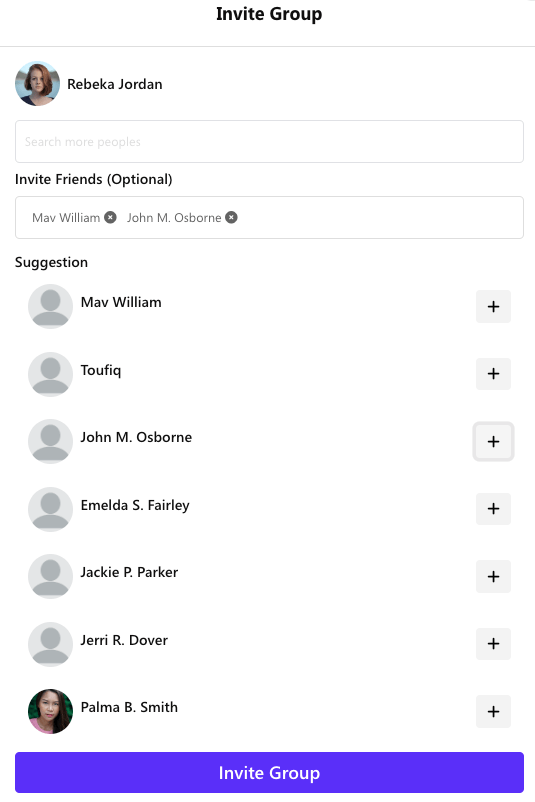 Invite Group
Rebeka Jordan
Search more peoples
Invite Friends (Optional)
Mav William John M. Osborne
Suggestion
Mav William
Toufiq
John M. Osborne
Emelda S. Fairley
Jackie P. Parker
Jerri R. Dover
Palma B. Smith
Invite Group